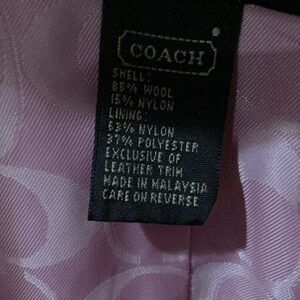 COACH
SHELL:
85% WOOL
15% NYLON
LINING:
63% NYLON
37% POLYESTER
EXCLUSIVE OF
LEATHER TRIM
MADE IN MALAYSIA
CARE ON REVERSE